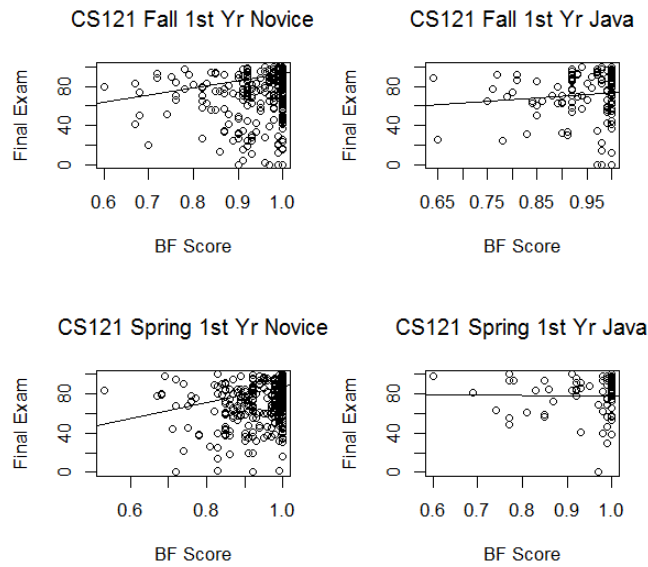 CS121 Fall 1st Yr Novice
Final Exam
0 40 80
0.6 0.7 0.8 0.9 1.0
BF Score
CS121 Fall 1st Yr Java
Final Exam
0 40 80
0.65 0.75 0.85 0.95
BF Score
CS121 Spring 1st Yr Novice
Final Exam
0 40 80
0.6 0.8 1.0
BF Score
CS121 Spring 1st Yr Java
Final Exam
0 40 80
0.6 0.7 0.8 0.9 1.0
BF Score